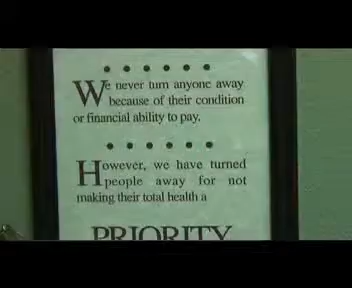 We never turn anyone away
because of their condition
or financial ability to pay.
However, we have turned
people away for not
making their total health a
PRIORITY